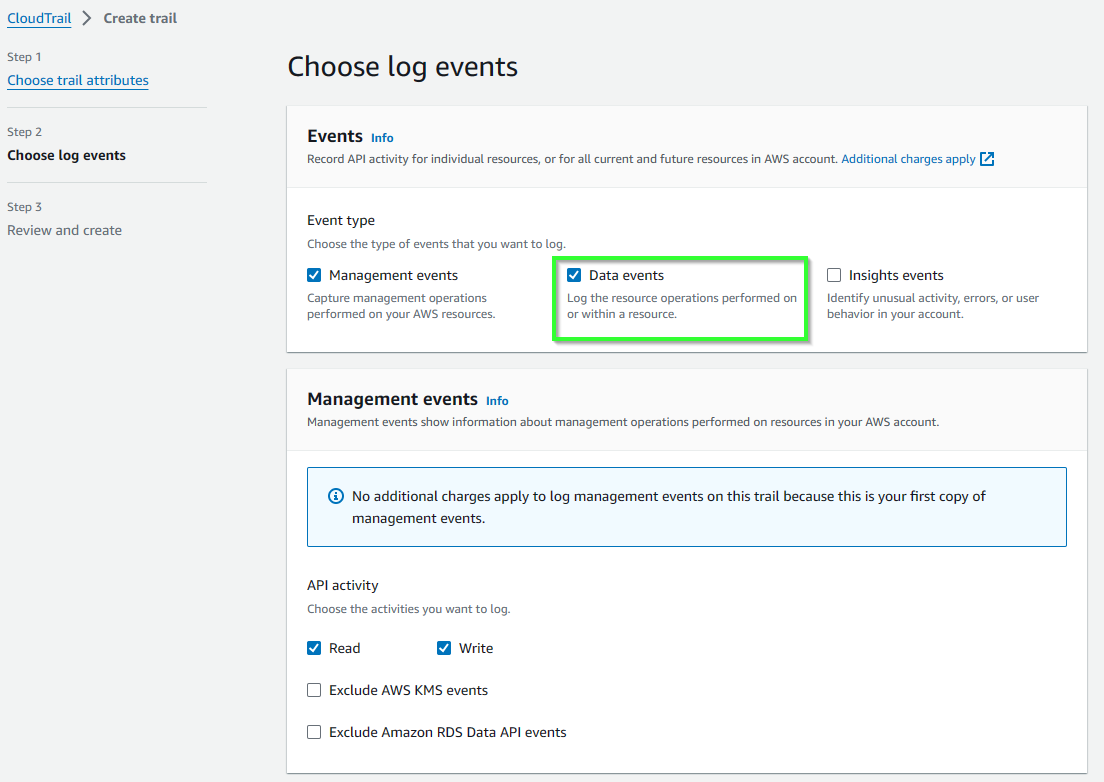 CloudTrail > Create trail
Step 1
Choose trail attributes
Step 2
Choose log events
Step 3
Review and create
Choose log events
Events Info
Record API activity for individual resources, or for all current and future resources in AWS account. Additional charges apply
Event type
Choose the type of events that you want to log.
Management events
Capture management operations
performed on your AWS resources.
Data events
Log the resource operations performed on
or within a resource.
Insights events
Identify unusual activity, errors, or user
behavior in your account.
Management events Info
Management events show information about management operations performed on resources in your AWS account.
No additional charges apply to log management events on this trail because this is your first copy of
management events.
API activity
Choose the activities you want to log.
Read Write
Exclude AWS KMS events
Exclude Amazon RDS Data API events